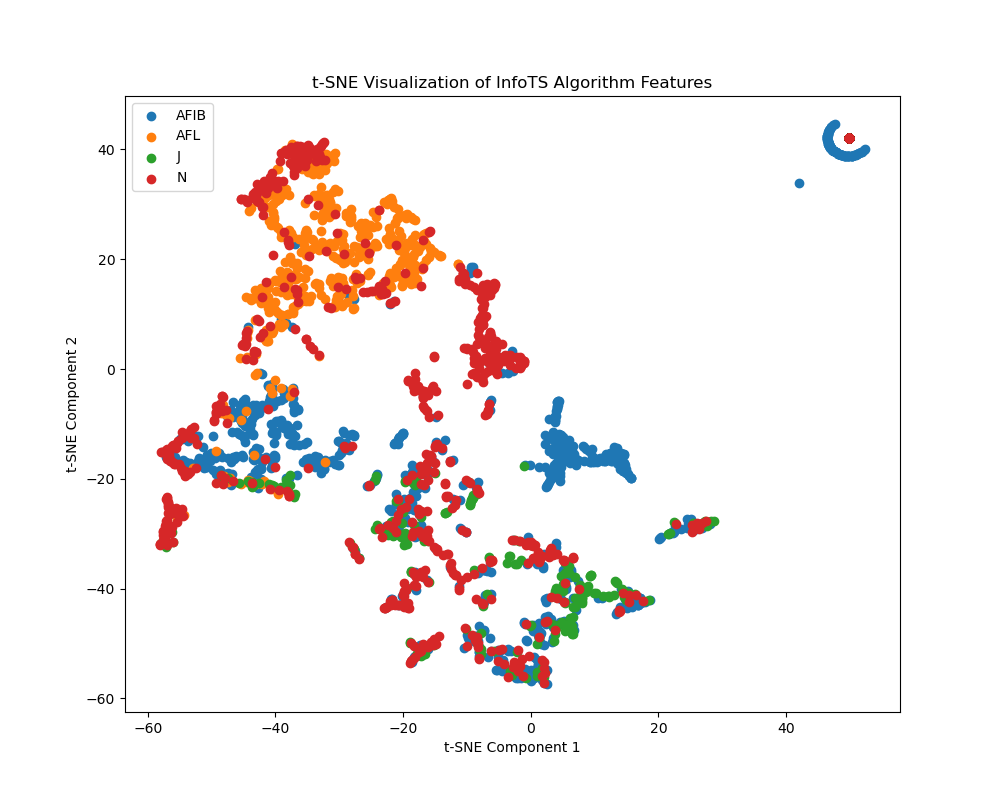 t-SNE Visualization of InfoTS Algorithm Features
AFIB
AFL
J
N
40
20
0
−20
−40
−60
t-SNE Component 2
−60
−40
−20
0
20
40
t-SNE Component 1